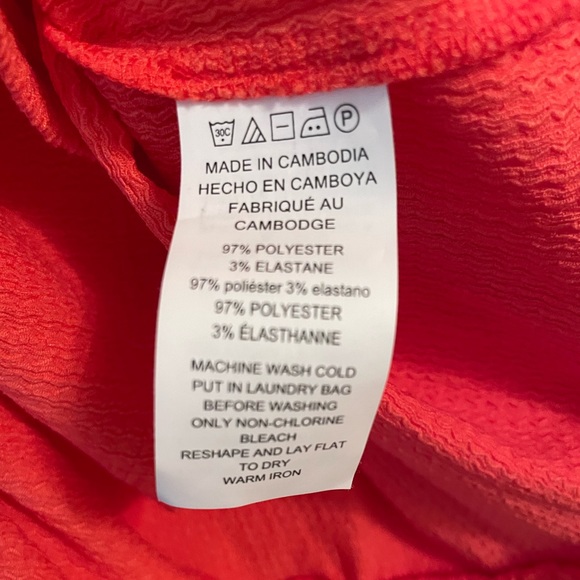 30C P
MADE IN CAMBODIA
HECHO EN CAMBOYA
FABRIQUÉ AU
CAMBODGE
97% POLYESTER
3% ELASTANE
97% poliéster 3% elastano
97% POLYESTER
3% ÉLASTHANNE
MACHINE WASH COLD
PUT IN LAUNDRY BAG
BEFORE WASHING
ONLY NON-CHLORINE
BLEACH
RESHAPE AND LAY FLAT
TO DRY
WARM IRON